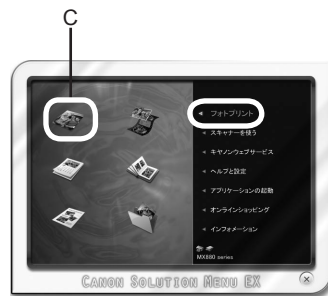 C
フォトプリント
スキャナーを使う
キヤノンウェブサービス
ヘルプと設定
アプリケーションの起動
オンラインショッピング
インフォメーション
MX880 series
CANON SOLUTION MENU EX